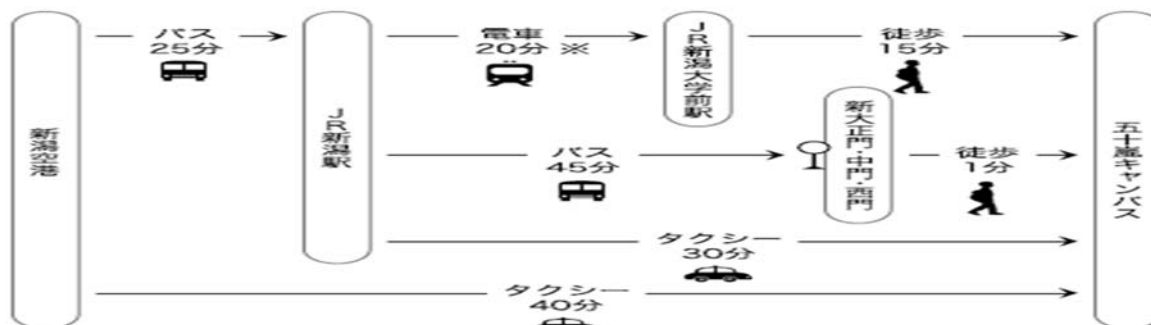 新潟空港
バス
25分
JR新潟駅
電車
20分 ※
JR新潟大学前駅
徒歩
15分
バス
45分
新大正門・中門・西門
徒歩
1分
タクシー
30分
タクシー
40分
五十嵐キャンパス